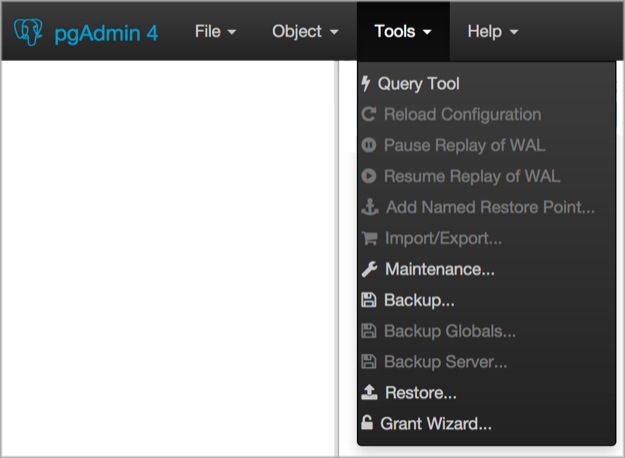 pgAdmin 4 File Object Tools Help
Query Tool
Reload Configuration
Pause Replay of WAL
Resume Replay of WAL
Add Named Restore Point...
Import/Export...
Maintenance...
Backup...
Backup Globals...
Backup Server...
Restore...
Grant Wizard...